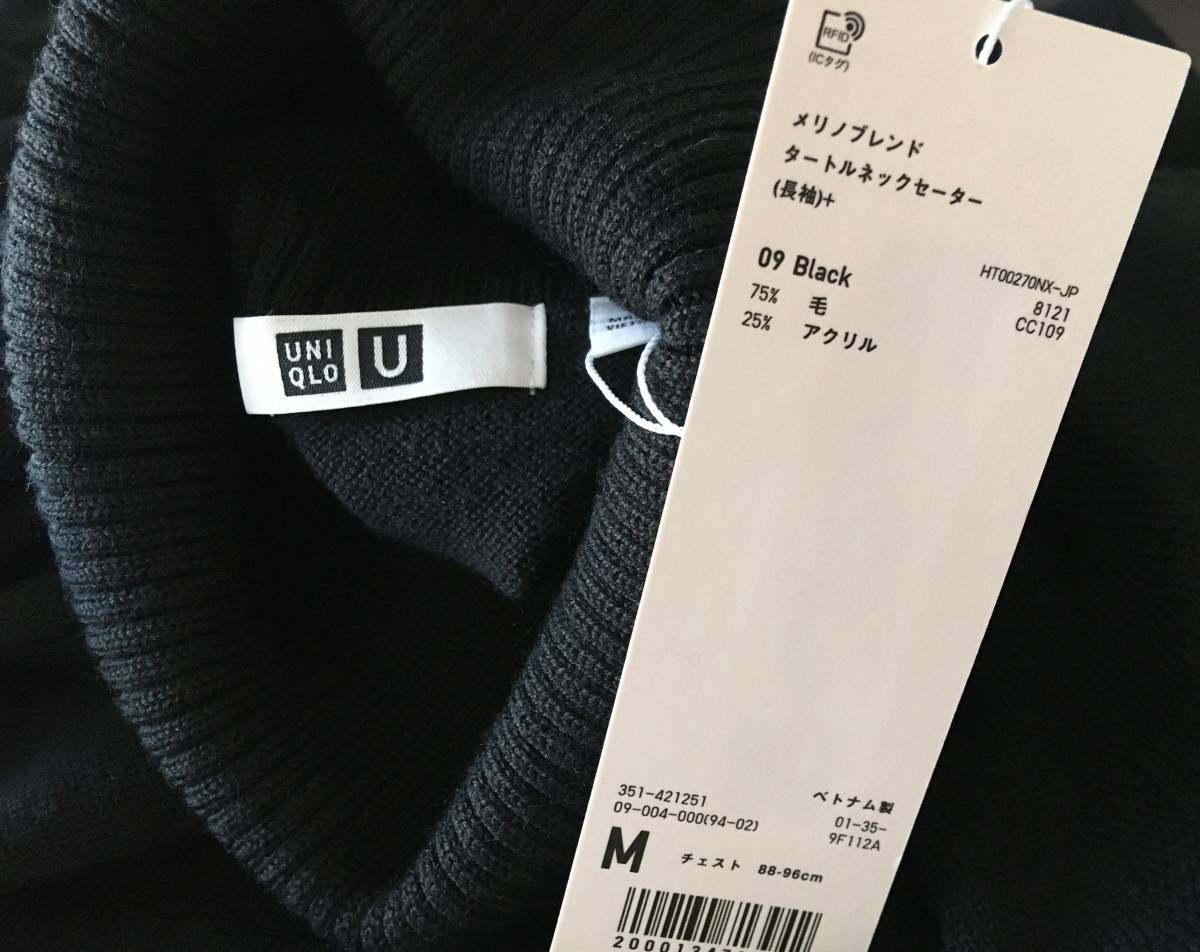 UNI
QLO
U
RFID
(ICタグ)
メリノブレンド
タートルネックセーター
(長袖)+
09 Black
HT00270NX-JP
75% 毛
8121
25% アクリル
CC109
351-421251
ベトナム製
09-004-000(94-02)
01-35-
9F112A
M チェスト 88-96cm